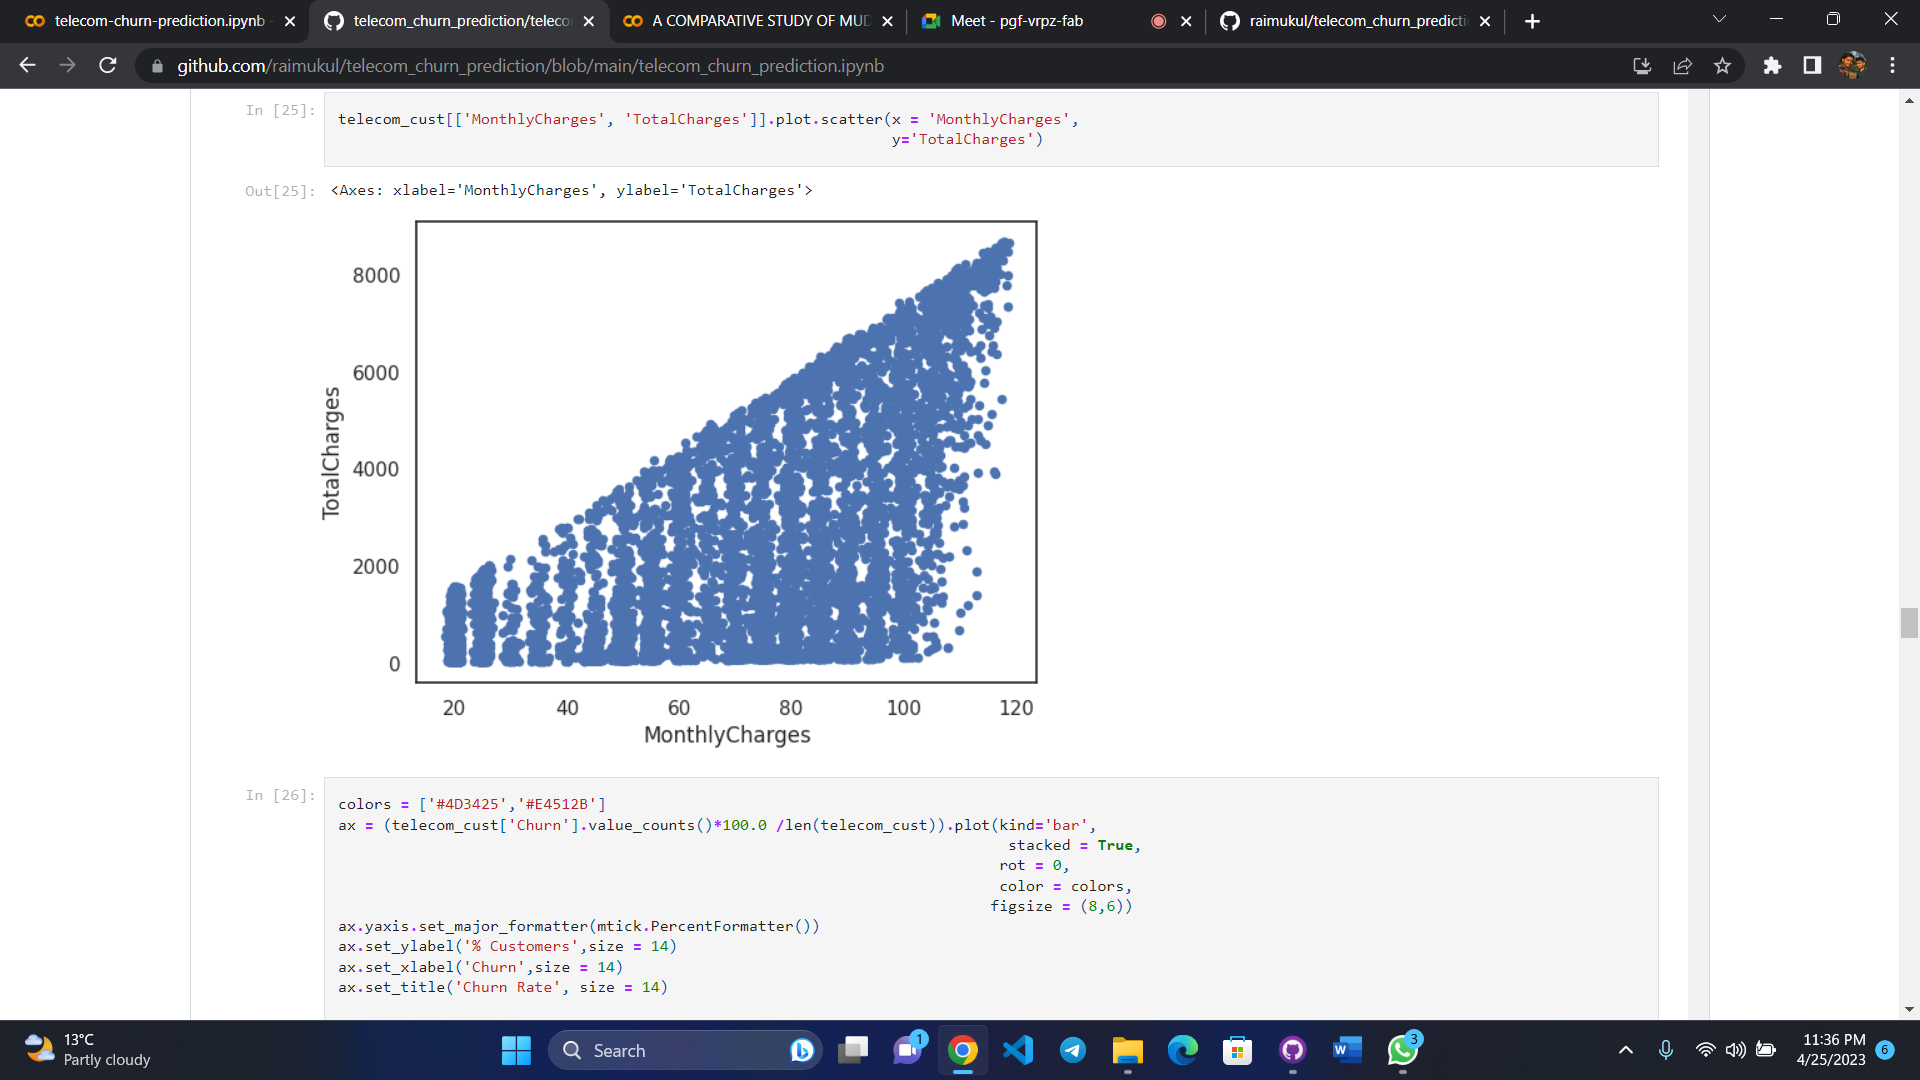 telecom-churn-prediction.ipynb
telecom_churn_prediction/teleco
A COMPARATIVE STUDY OF MUD
Meet - pgf-vrpz-fab
raimukul/telecom_churn_predicti
github.com/raimukul/telecom_churn_prediction/blob/main/telecom_churn_prediction.ipynb
In [25]:
telecom_cust[['MonthlyCharges', 'TotalCharges']].plot.scatter(x = 'MonthlyCharges',
y='TotalCharges')
Out[25]:
<Axes: xlabel='MonthlyCharges', ylabel='TotalCharges'>
TotalCharges
8000
6000
4000
2000
0
20 40 60 80 100 120
MonthlyCharges
In [26]:
colors = ['#4D3425','#E4512B']
ax = (telecom_cust['Churn'].value_counts()*100.0 /len(telecom_cust)).plot(kind='bar',
stacked = True,
rot = 0,
color = colors,
figsize = (8,6))
ax.yaxis.set_major_formatter(mtick.PercentFormatter())
ax.set_ylabel('% Customers',size = 14)
ax.set_xlabel('Churn',size = 14)
ax.set_title('Churn Rate', size = 14)
13°C
Partly cloudy
Search
1
3
11:36 PM
4/25/2023
6